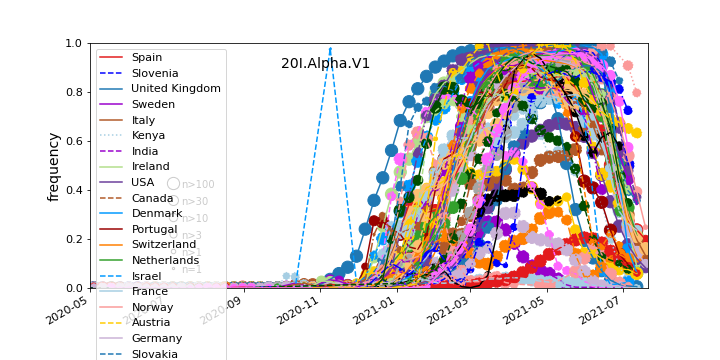 20I.Alpha.V1
frequency
1.0
0.8
0.6
0.4
0.2
0.0
Spain
Slovenia
United Kingdom
Sweden
Italy
Kenya
India
Ireland
USA
Canada
Denmark
Portugal
Switzerland
Netherlands
Israel
France
Norway
Austria
Germany
Slovakia
n>100
n>30
n>10
n>3
n>1
n=1
2020-05
2020-07
2020-09
2020-11
2021-01
2021-03
2021-05
2021-07